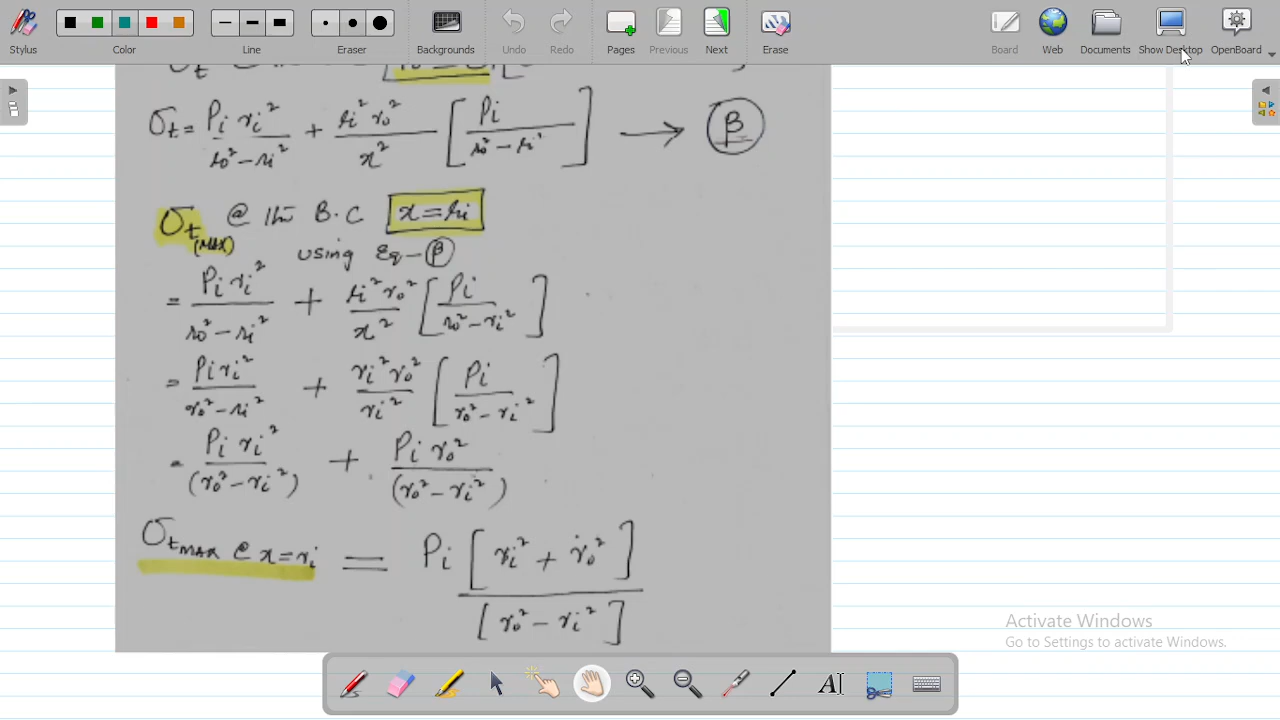 Stylus Color Line Eraser Backgrounds Undo Redo Pages Previous Next Erase Board Web Documents Show Desktop OpenBoard
σt = Pi ri²/(ro² − ri²) + ri² ro²/x² [Pi/(ro² − ri²)] → β
σt (MAX) @ the B.C x = ri
using Eq – β
= Pi ri²/(ro² − ri²) + ri² ro²/x² [Pi/(ro² − ri²)]
= Pi ri²/(ro² − ri²) + ri² ro²/ri² [Pi/(ro² − ri²)]
= Pi ri²/(ro² − ri²) + Pi ro²/(ro² − ri²)
σt MAX @ x = ri = Pi [ri² + ro²]/[ro² − ri²]
Activate Windows
Go to Settings to activate Windows.